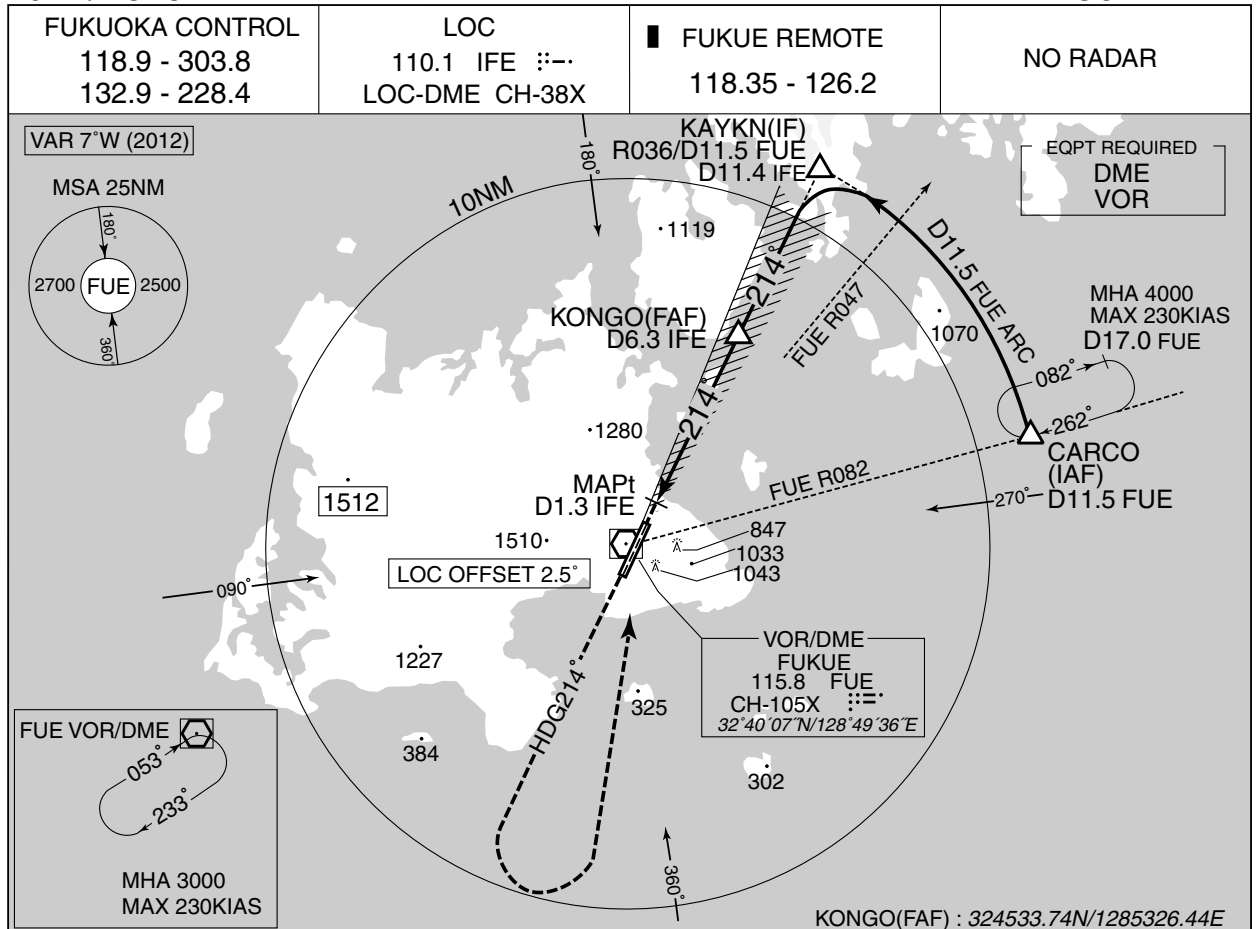 FUKUOKA CONTROL
118.9 - 303.8
132.9 - 228.4
LOC
110.1 IFE
LOC-DME CH-38X
FUKUE REMOTE
118.35 - 126.2
NO RADAR
VAR 7°W (2012)
MSA 25NM
180°
2700
FUE
2500
360°
10NM
180°
KAYKN(IF)
R036/D11.5 FUE
D11.4 IFE
EQPT REQUIRED
DME
VOR
1119
214°
D11.5 FUE ARC
FUE R047
KONGO(FAF)
D6.3 IFE
1070
MHA 4000
MAX 230KIAS
D17.0 FUE
082°
262°
214°
1280
CARCO
(IAF)
D11.5 FUE
FUE R082
270°
1512
MAPt
D1.3 IFE
1510
847
1033
1043
LOC OFFSET 2.5°
090°
VOR/DME
FUKUE
115.8 FUE
CH-105X
32°40´07˝N/128°49´36˝E
1227
HDG214°
325
384
302
FUE VOR/DME
053°
233°
MHA 3000
MAX 230KIAS
360°
KONGO(FAF) : 324533.74N/1285326.44E